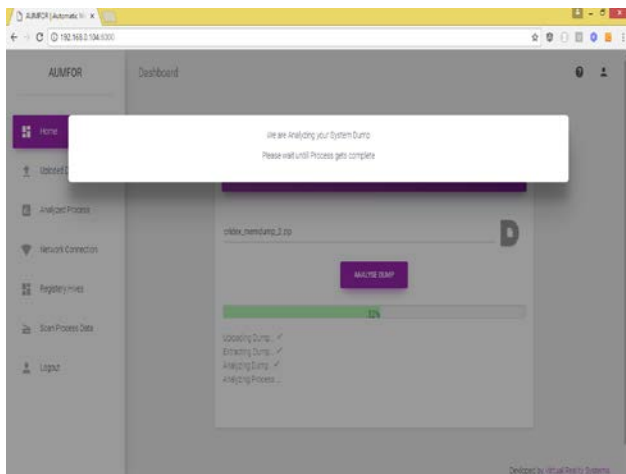 AUMFOR | Automatic
192.168.0.104:5000
AUMFOR
Dashboard
Home
We are Analyzing your System Dump
Please wait until Process gets complete
Analyzed Process
Network Connection
Registry Hives
Scan Process Data
Logout
ANALYSE DUMP
Uploading Dump.. ✓
Extracting Dump.. ✓
Analyzing Dump. ✓
Analyzing Process ...
Developed by Virtual Reality Systems